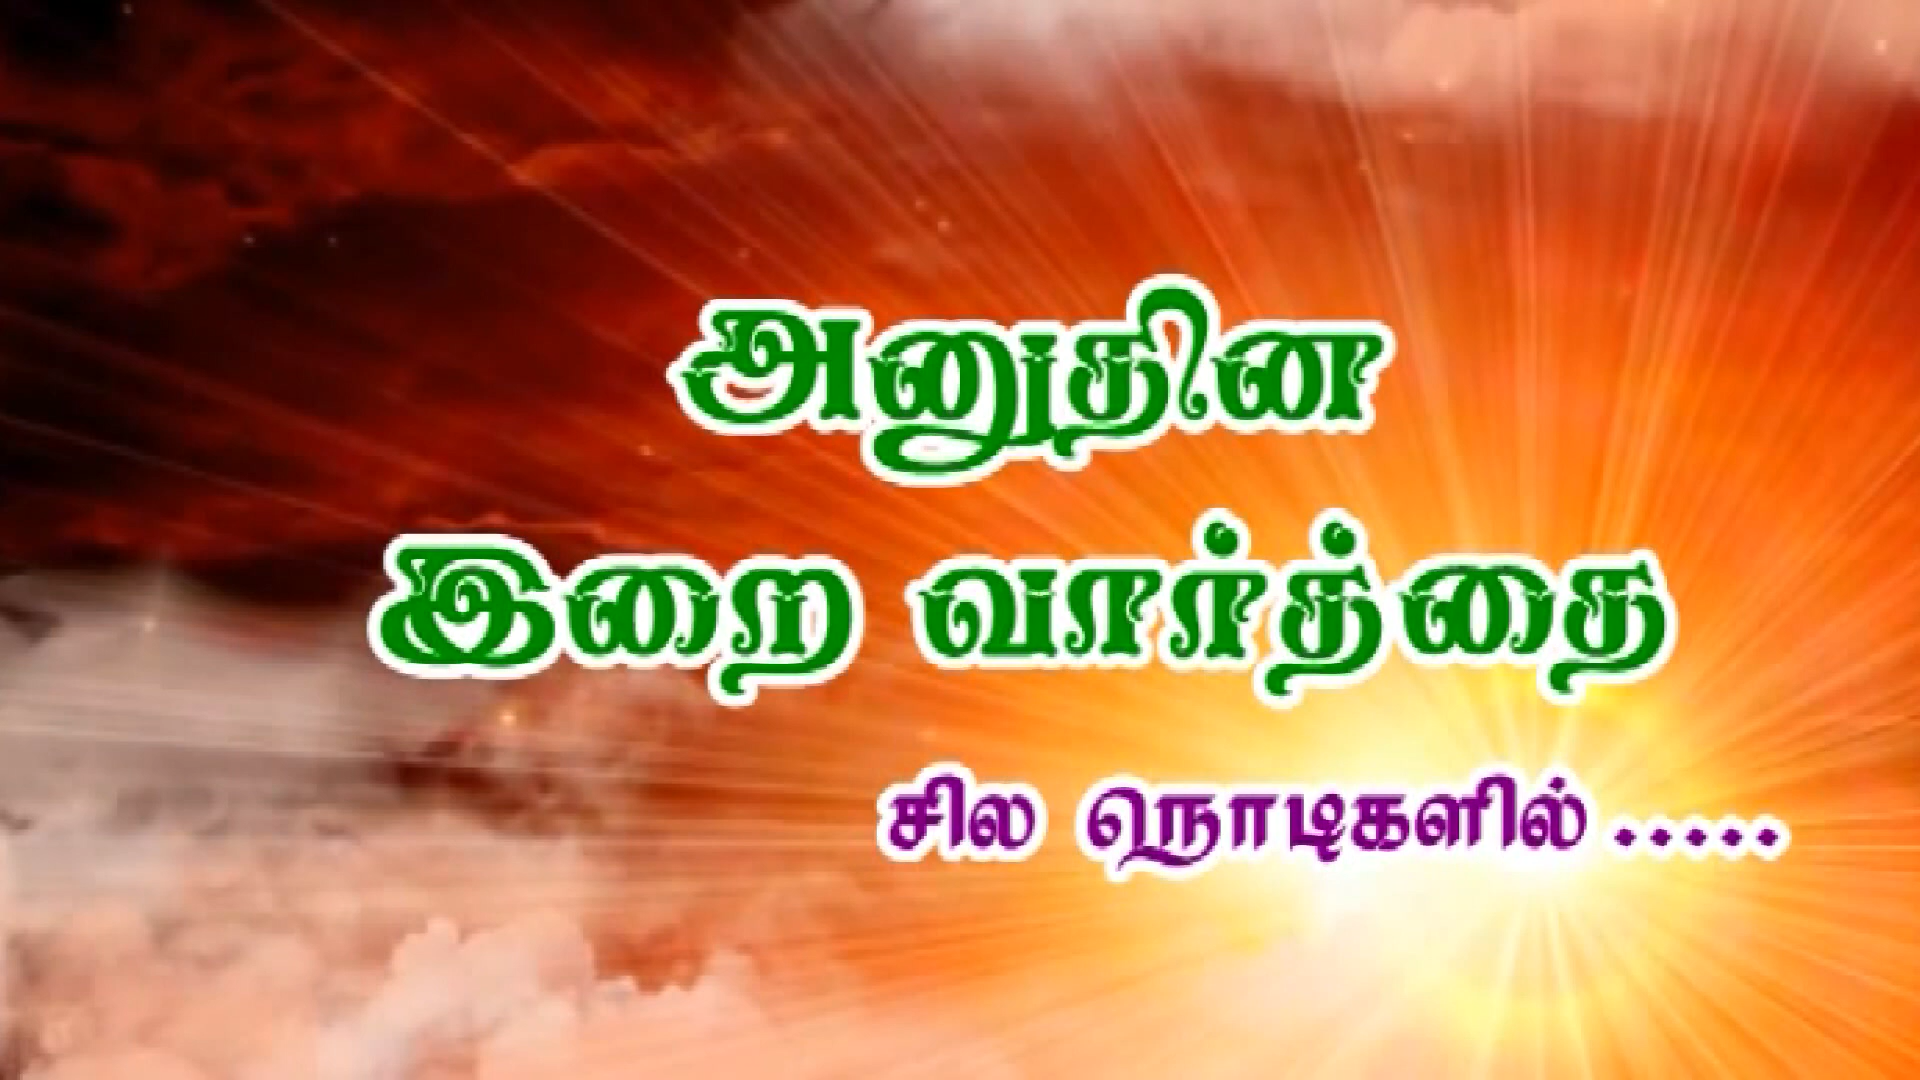 அனுதின
இறை வார்த்தை
சில நொடிகளில் .....